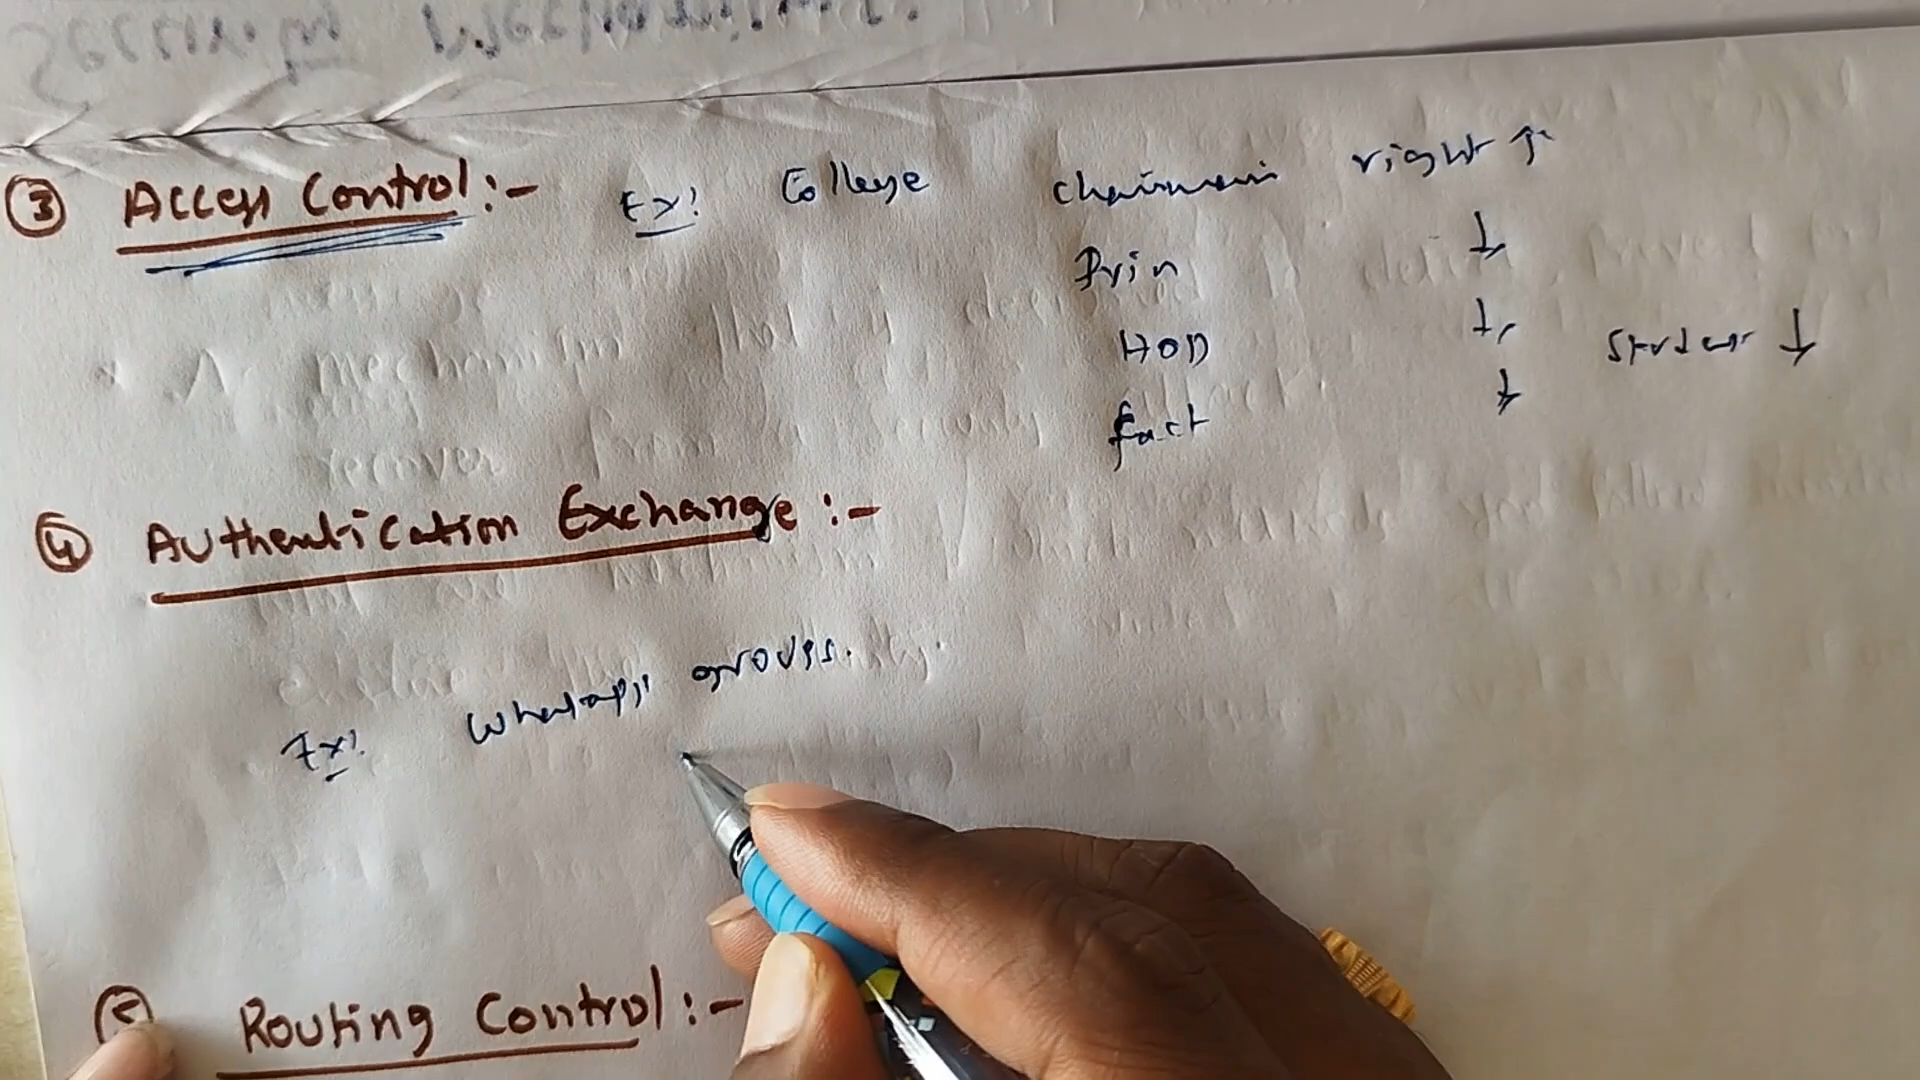 ③ Access Control :- Ex: College Chairman right ↑
Prin ↓
HOD ↓ Student ↓
fact ↓
④ Authentication Exchange :-
Ex: Whatapp groups.
⑤ Routing Control :-